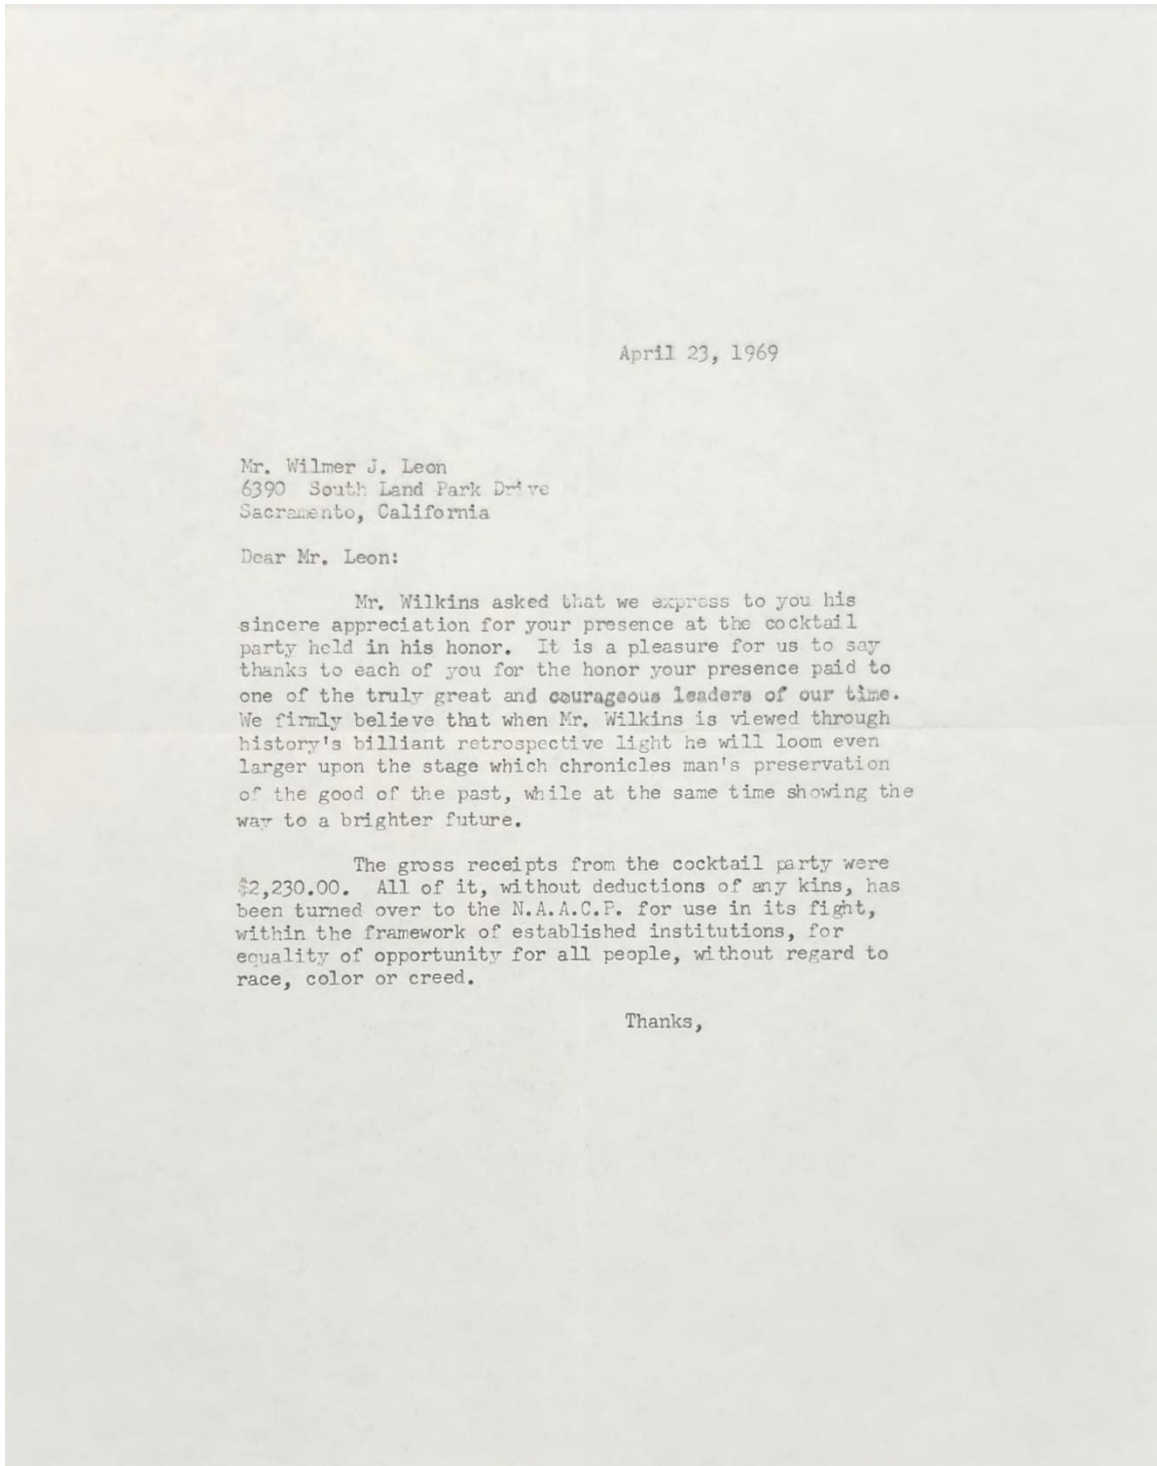 April 23, 1969
Mr. Wilmer J. Leon
6390  South Land Park Drive
Sacramento, California
Dear Mr. Leon:
Mr. Wilkins asked that we express to you his
sincere appreciation for your presence at the cocktail
party held in his honor.  It is a pleasure for us to say
thanks to each of you for the honor your presence paid to
one of the truly great and courageous leaders of our time.
We firmly believe that when Mr. Wilkins is viewed through
history's billiant retrospective light he will loom even
larger upon the stage which chronicles man's preservation
of the good of the past, while at the same time showing the
way to a brighter future.
The gross receipts from the cocktail party were
$2,230.00.  All of it, without deductions of any kins, has
been turned over to the N.A.A.C.P. for use in its fight,
within the framework of established institutions, for
equality of opportunity for all people, without regard to
race, color or creed.
Thanks,